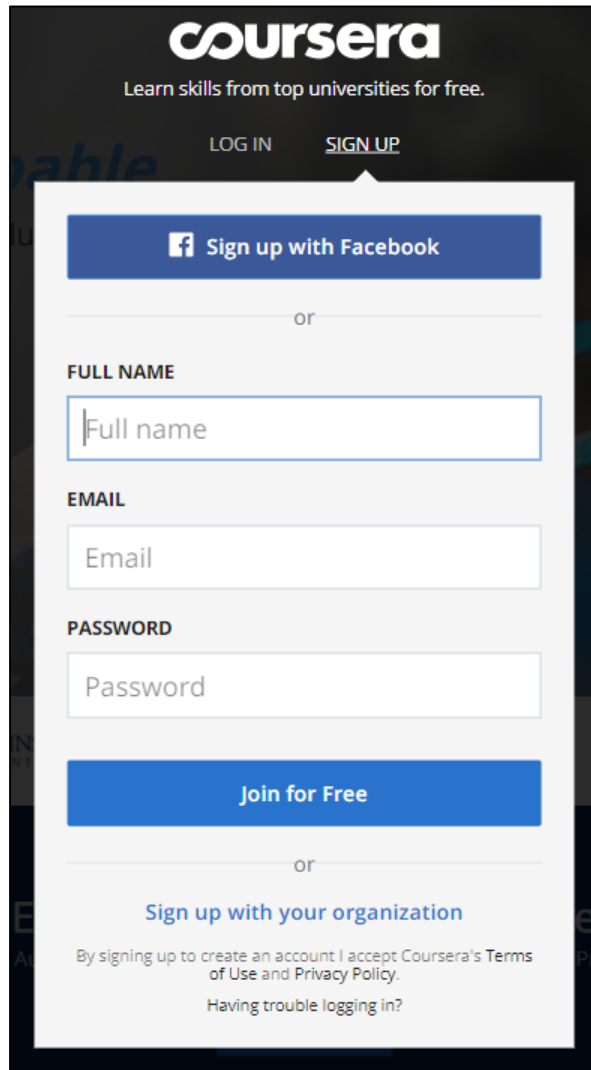 coursera
Learn skills from top universities for free.
LOG IN SIGN UP
Sign up with Facebook
or
FULL NAME
Full name
EMAIL
Email
PASSWORD
Password
Join for Free
or
Sign up with your organization
By signing up to create an account I accept Coursera's Terms
of Use and Privacy Policy.
Having trouble logging in?